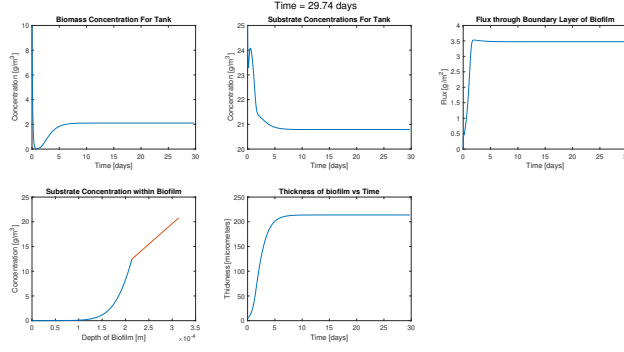 Time = 29.74 days
Biomass Concentration For Tank
Concentration [g/m³]
10
8
6
4
2
0
0 5 10 15 20 25 30
Time [days]
Substrate Concentrations For Tank
Concentration [g/m³]
25
24
23
22
21
20
0 5 10 15 20 25 30
Time [days]
Flux through Boundary Layer of Biofilm
Flux [g/m²]
4
3.5
3
2.5
2
1.5
1
0.5
0
0 5 10 15 20 25 30
Time [days]
Substrate Concentration within Biofilm
Concentration [g/m³]
25
20
15
10
5
0
0 0.5 1 1.5 2 2.5 3 3.5
×10⁻⁴
Depth of Biofilm [m]
Thickness of biofilm vs Time
Thickness [micrometers]
250
200
150
100
50
0
0 5 10 15 20 25 30
Time [days]